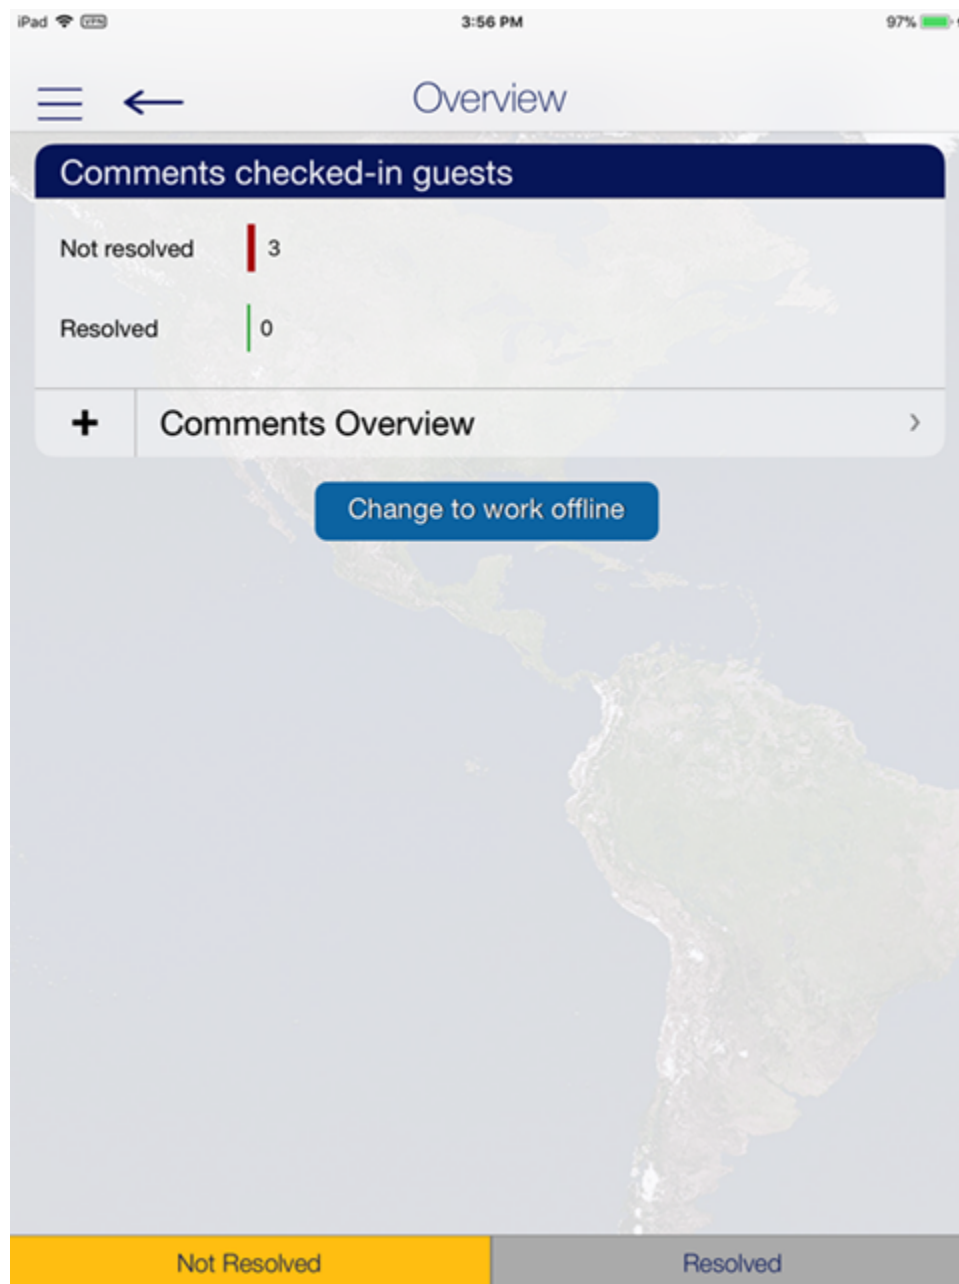 iPad VPN 3:56 PM 97%
Overview
Comments checked-in guests
Not resolved 3
Resolved 0
+ Comments Overview >
Change to work offline
Not Resolved Resolved